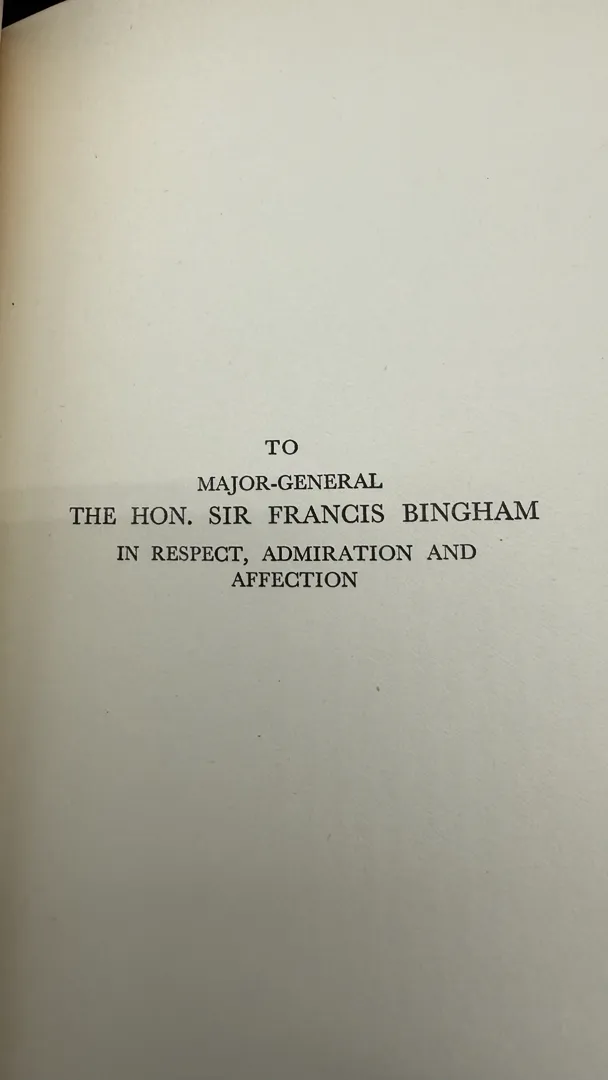 TO
MAJOR-GENERAL
THE HON. SIR FRANCIS BINGHAM
IN RESPECT, ADMIRATION AND
AFFECTION